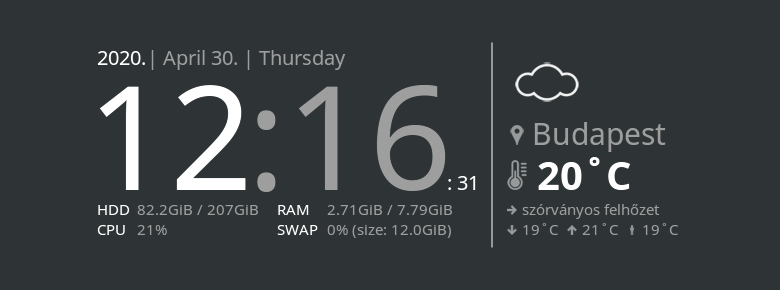 2020.| April 30. | Thursday
12:16 : 31
HDD 82.2GiB / 207GiB RAM 2.71GiB / 7.79GiB
CPU 21% SWAP 0% (size: 12.0GiB)
Budapest
20˚C
→ szórványos felhőzet
↓ 19˚C ↑ 21˚C 19˚C